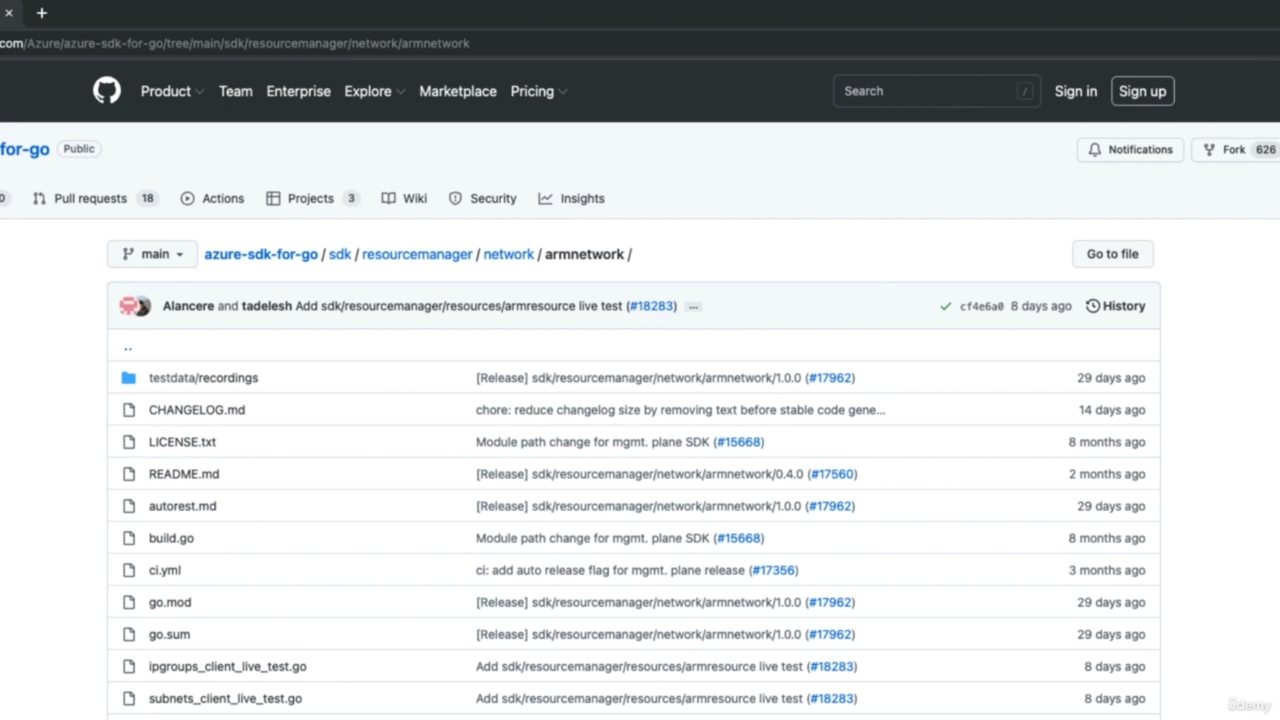 × +
com/Azure/azure-sdk-for-go/tree/main/sdk/resourcemanager/network/armnetwork
Product Team Enterprise Explore Marketplace Pricing Search / Sign in Sign up
for-go Public Notifications Fork 626
0 Pull requests 18 Actions Projects 3 Wiki Security Insights
main azure-sdk-for-go / sdk / resourcemanager / network / armnetwork / Go to file
Alancere and tadelesh Add sdk/resourcemanager/resources/armresource live test (#18283) ... cf4e6a0 8 days ago History
..
testdata/recordings [Release] sdk/resourcemanager/network/armnetwork/1.0.0 (#17962) 29 days ago
CHANGELOG.md chore: reduce changelog size by removing text before stable code gene... 14 days ago
LICENSE.txt Module path change for mgmt. plane SDK (#15668) 8 months ago
README.md [Release] sdk/resourcemanager/network/armnetwork/0.4.0 (#17560) 2 months ago
autorest.md [Release] sdk/resourcemanager/network/armnetwork/1.0.0 (#17962) 29 days ago
build.go Module path change for mgmt. plane SDK (#15668) 8 months ago
ci.yml ci: add auto release flag for mgmt. plane release (#17356) 3 months ago
go.mod [Release] sdk/resourcemanager/network/armnetwork/1.0.0 (#17962) 29 days ago
go.sum [Release] sdk/resourcemanager/network/armnetwork/1.0.0 (#17962) 29 days ago
ipgroups_client_live_test.go Add sdk/resourcemanager/resources/armresource live test (#18283) 8 days ago
subnets_client_live_test.go Add sdk/resourcemanager/resources/armresource live test (#18283) 8 days ago
ûdemy